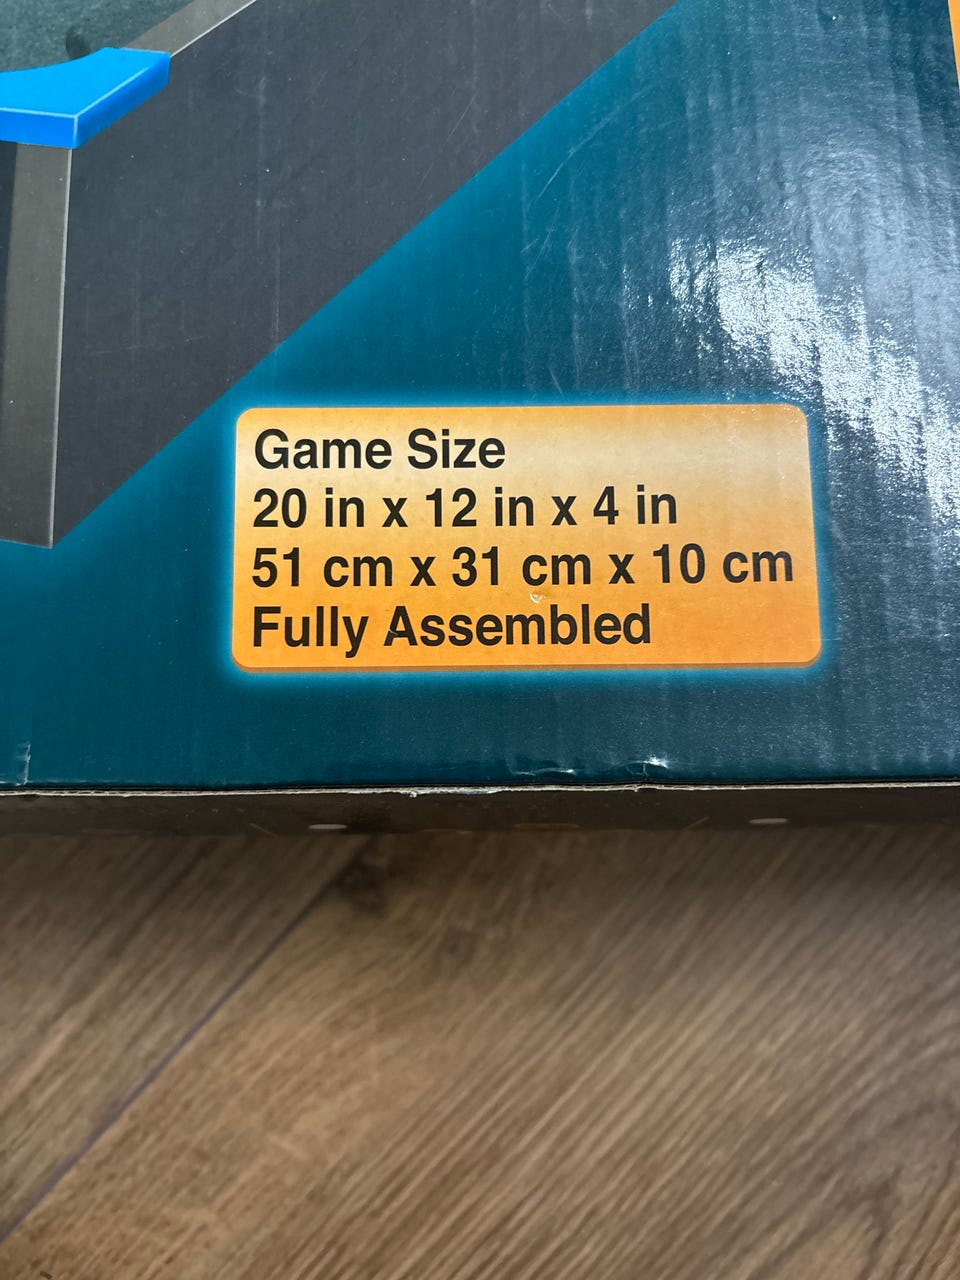 Game Size
20 in x 12 in x 4 in
51 cm x 31 cm x 10 cm
Fully Assembled